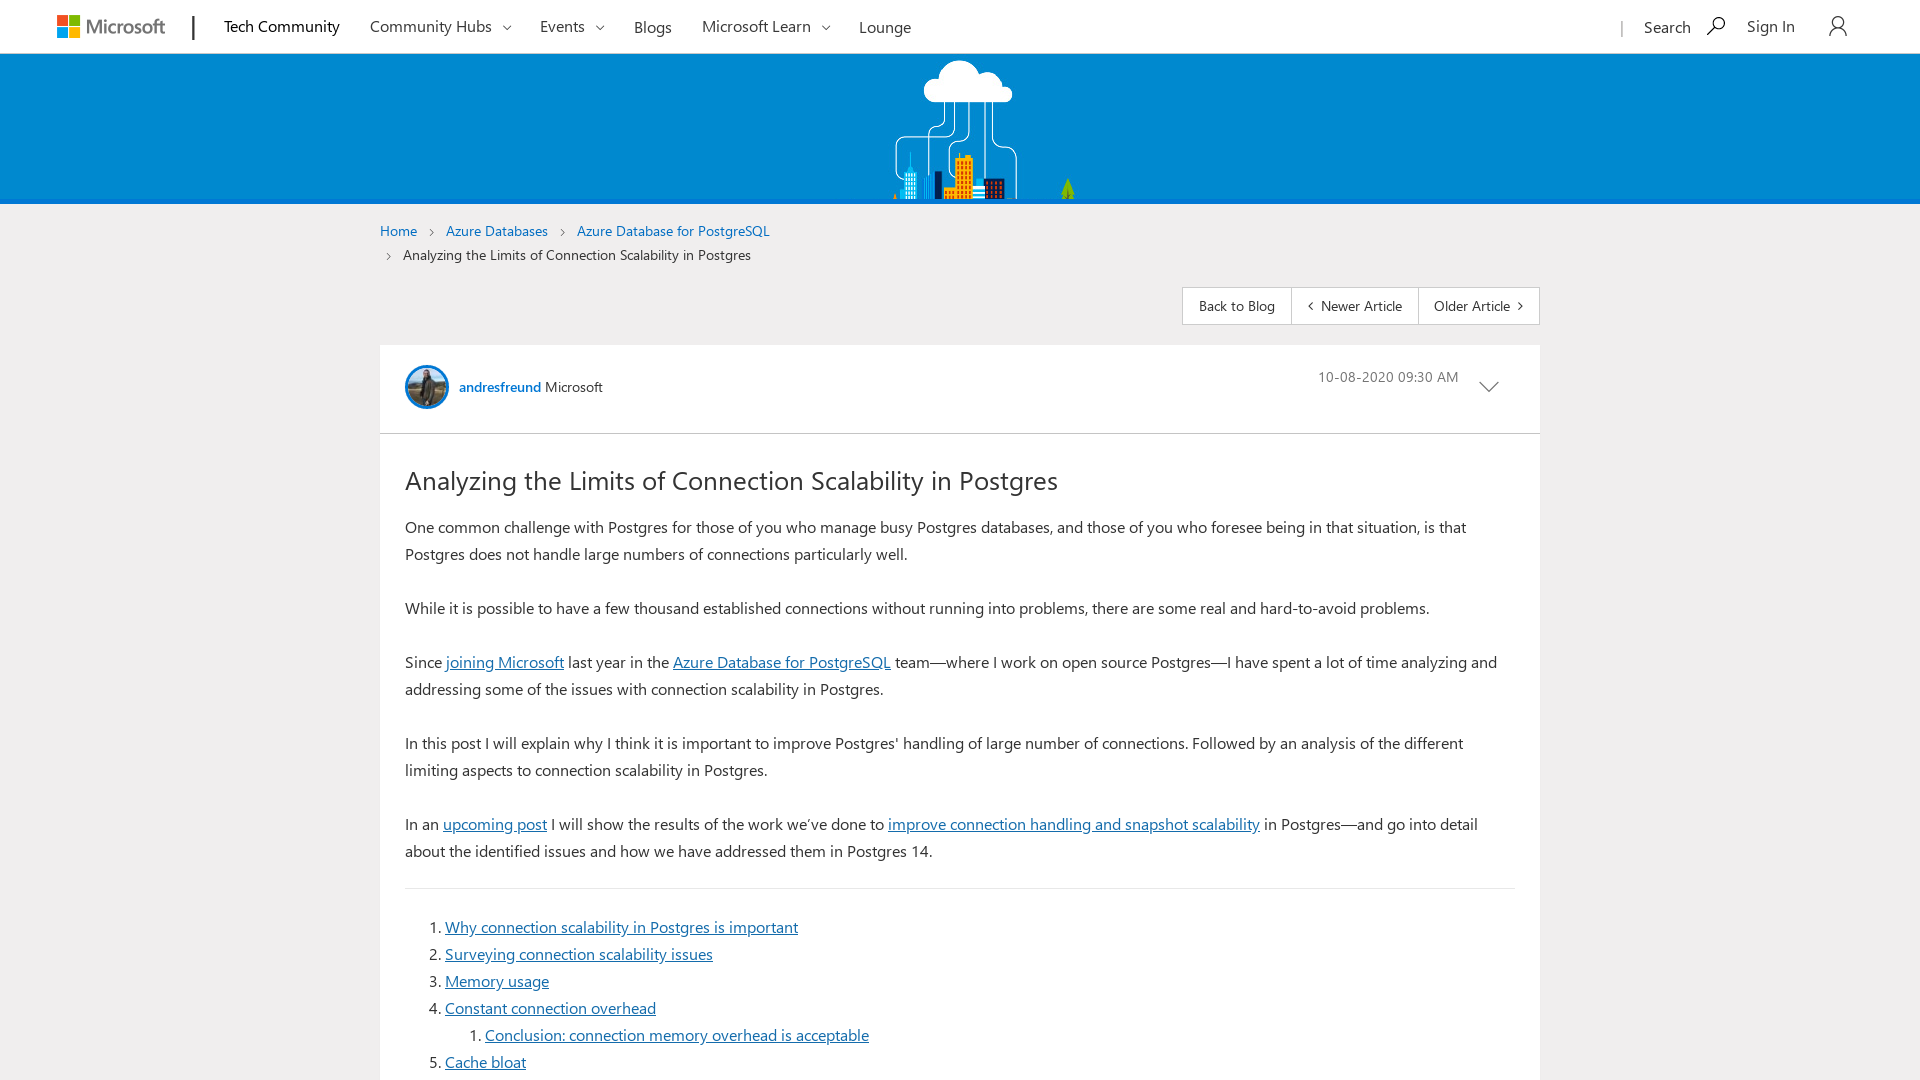 Microsoft | Tech Community Community Hubs Events Blogs Microsoft Learn Lounge | Search Sign In
Home > Azure Databases > Azure Database for PostgreSQL
> Analyzing the Limits of Connection Scalability in Postgres
Back to Blog < Newer Article Older Article >
andresfreund Microsoft
10-08-2020 09:30 AM
Analyzing the Limits of Connection Scalability in Postgres
One common challenge with Postgres for those of you who manage busy Postgres databases, and those of you who foresee being in that situation, is that
Postgres does not handle large numbers of connections particularly well.
While it is possible to have a few thousand established connections without running into problems, there are some real and hard-to-avoid problems.
Since joining Microsoft last year in the Azure Database for PostgreSQL team—where I work on open source Postgres—I have spent a lot of time analyzing and
addressing some of the issues with connection scalability in Postgres.
In this post I will explain why I think it is important to improve Postgres' handling of large number of connections. Followed by an analysis of the different
limiting aspects to connection scalability in Postgres.
In an upcoming post I will show the results of the work we’ve done to improve connection handling and snapshot scalability in Postgres—and go into detail
about the identified issues and how we have addressed them in Postgres 14.
1. Why connection scalability in Postgres is important
2. Surveying connection scalability issues
3. Memory usage
4. Constant connection overhead
1. Conclusion: connection memory overhead is acceptable
5. Cache bloat